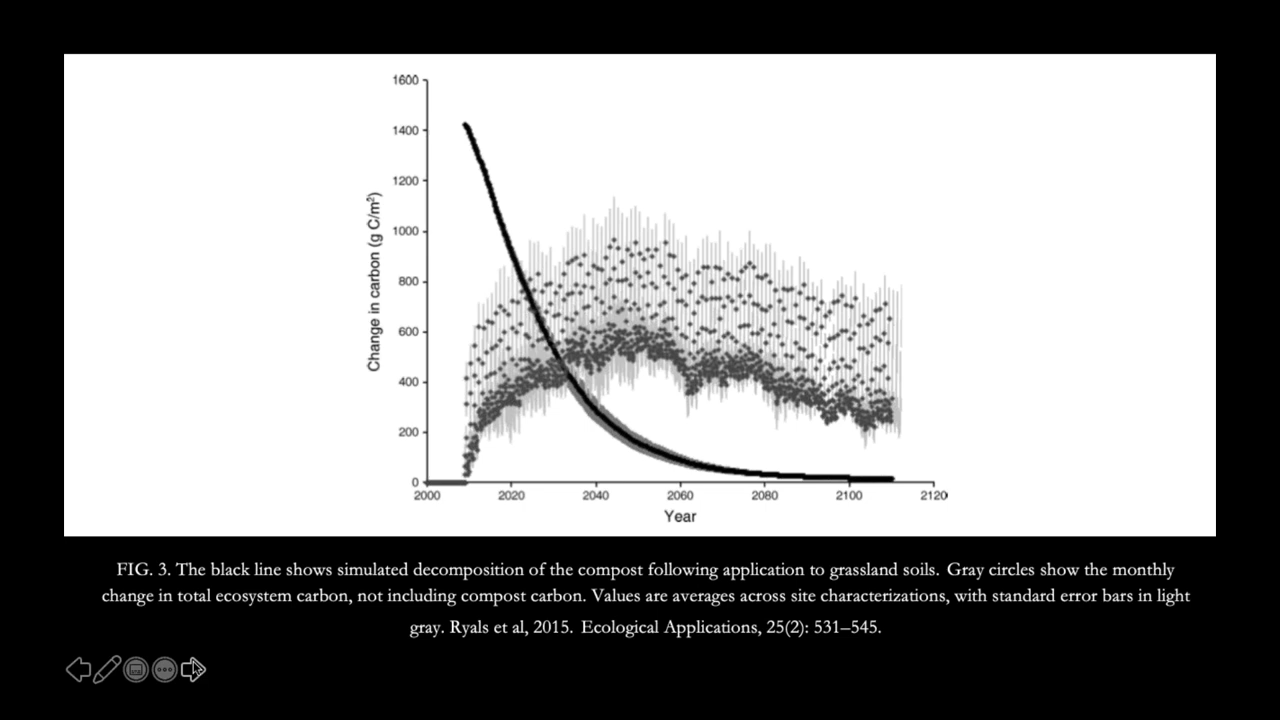 1600
1400
1200
1000
800
600
400
200
0
Change in carbon (g C/m²)
2000 2020 2040 2060 2080 2100 2120
Year
FIG. 3. The black line shows simulated decomposition of the compost following application to grassland soils. Gray circles show the monthly
change in total ecosystem carbon, not including compost carbon. Values are averages across site characterizations, with standard error bars in light
gray. Ryals et al, 2015. Ecological Applications, 25(2): 531–545.